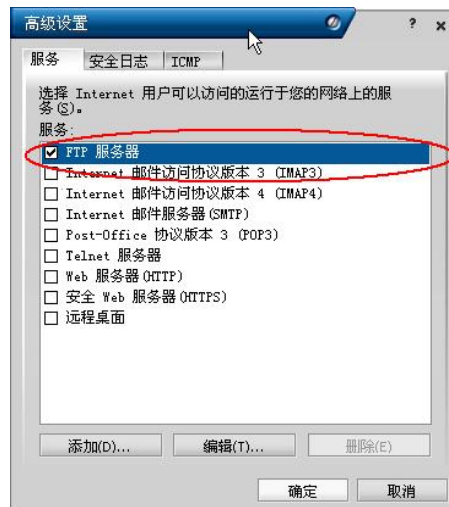 高级设置
服务 安全日志 ICMP
选择 Internet 用户可以访问的运行于您的网络上的服
务(S)。
服务:
FTP 服务器
Internet 邮件访问协议版本 3 (IMAP3)
Internet 邮件访问协议版本 4 (IMAP4)
Internet 邮件服务器(SMTP)
Post-Office 协议版本 3 (POP3)
Telnet 服务器
Web 服务器(HTTP)
安全 Web 服务器(HTTPS)
远程桌面
添加(D)... 编辑(T)... 删除(E)
确定 取消